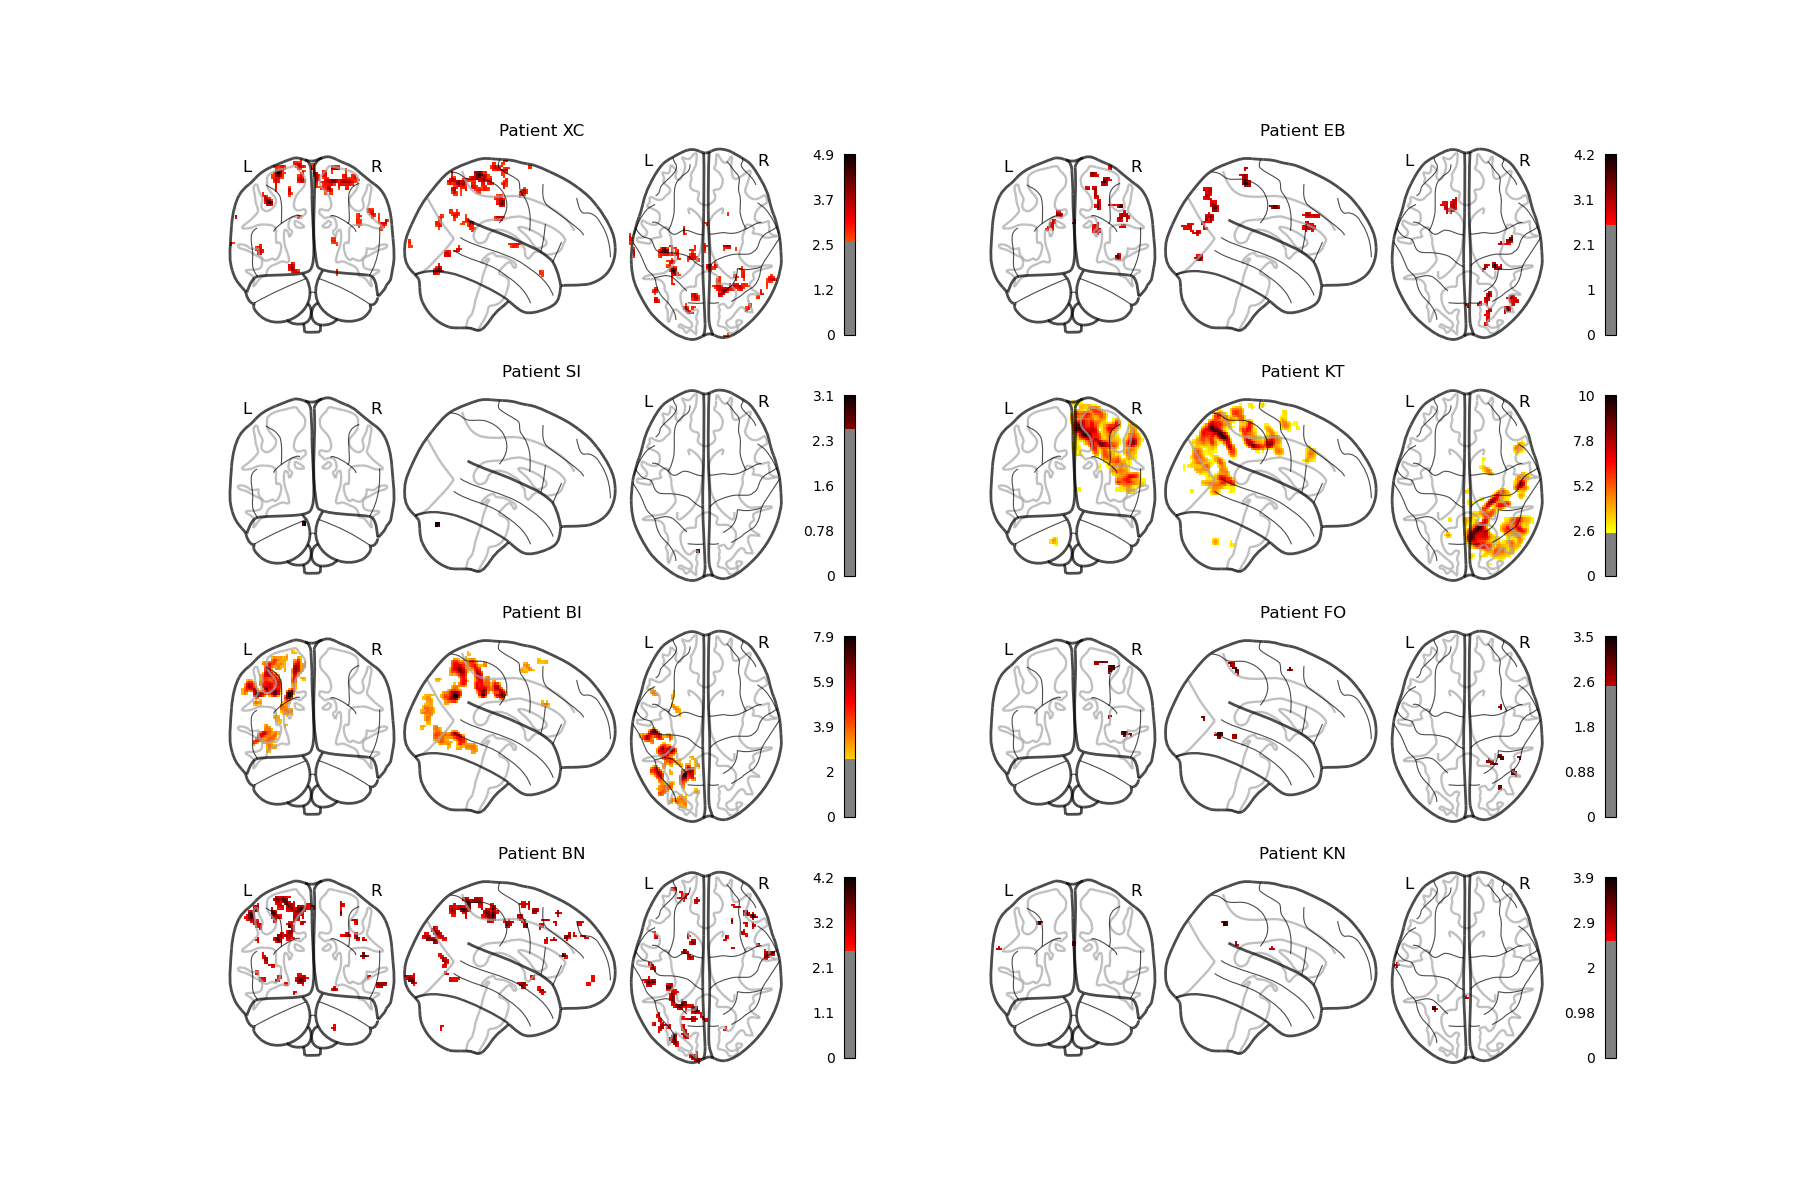 Patient XC
L R L R
4.9
3.7
2.5
1.2
0
Patient EB
L R L R
4.2
3.1
2.1
1
0
Patient SI
L R L R
3.1
2.3
1.6
0.78
0
Patient KT
L R L R
10
7.8
5.2
2.6
0
Patient BI
L R L R
7.9
5.9
3.9
2
0
Patient FO
L R L R
3.5
2.6
1.8
0.88
0
Patient BN
L R L R
4.2
3.2
2.1
1.1
0
Patient KN
L R L R
3.9
2.9
2
0.98
0